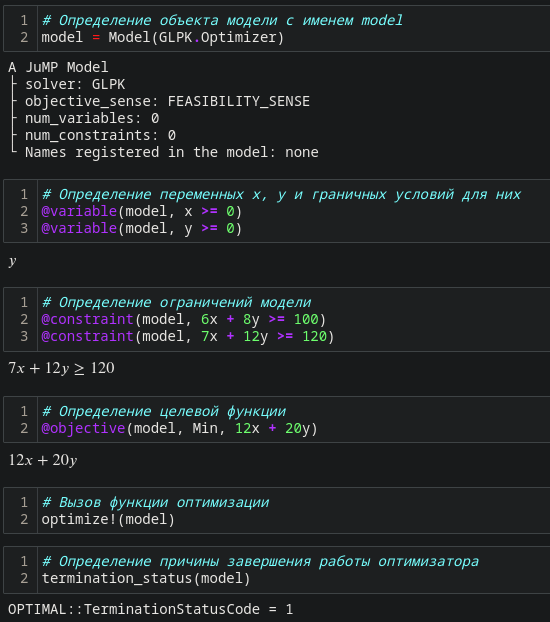 1 # Определение объекта модели с именем model
2 model = Model(GLPK.Optimizer)
A JuMP Model
├ solver: GLPK
├ objective_sense: FEASIBILITY_SENSE
├ num_variables: 0
├ num_constraints: 0
└ Names registered in the model: none
1 # Определение переменных x, y и граничных условий для них
2 @variable(model, x >= 0)
3 @variable(model, y >= 0)
y
1 # Определение ограничений модели
2 @constraint(model, 6x + 8y >= 100)
3 @constraint(model, 7x + 12y >= 120)
7x + 12y ≥ 120
1 # Определение целевой функции
2 @objective(model, Min, 12x + 20y)
12x + 20y
1 # Вызов функции оптимизации
2 optimize!(model)
1 # Определение причины завершения работы оптимизатора
2 termination_status(model)
OPTIMAL::TerminationStatusCode = 1